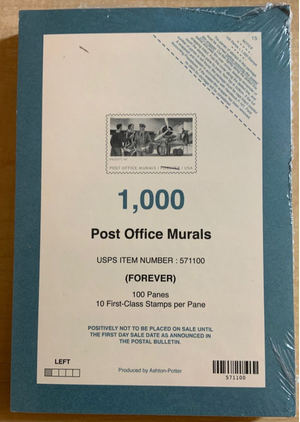 15
POST OFFICE MURALS | FOREVER | USA
1,000
Post Office Murals
USPS ITEM NUMBER : 571100
(FOREVER)
100 Panes
10 First-Class Stamps per Pane
POSITIVELY NOT TO BE PLACED ON SALE UNTIL
THE FIRST DAY SALE DATE AS ANNOUNCED IN
THE POSTAL BULLETIN.
LEFT
Produced by Ashton-Potter
571100